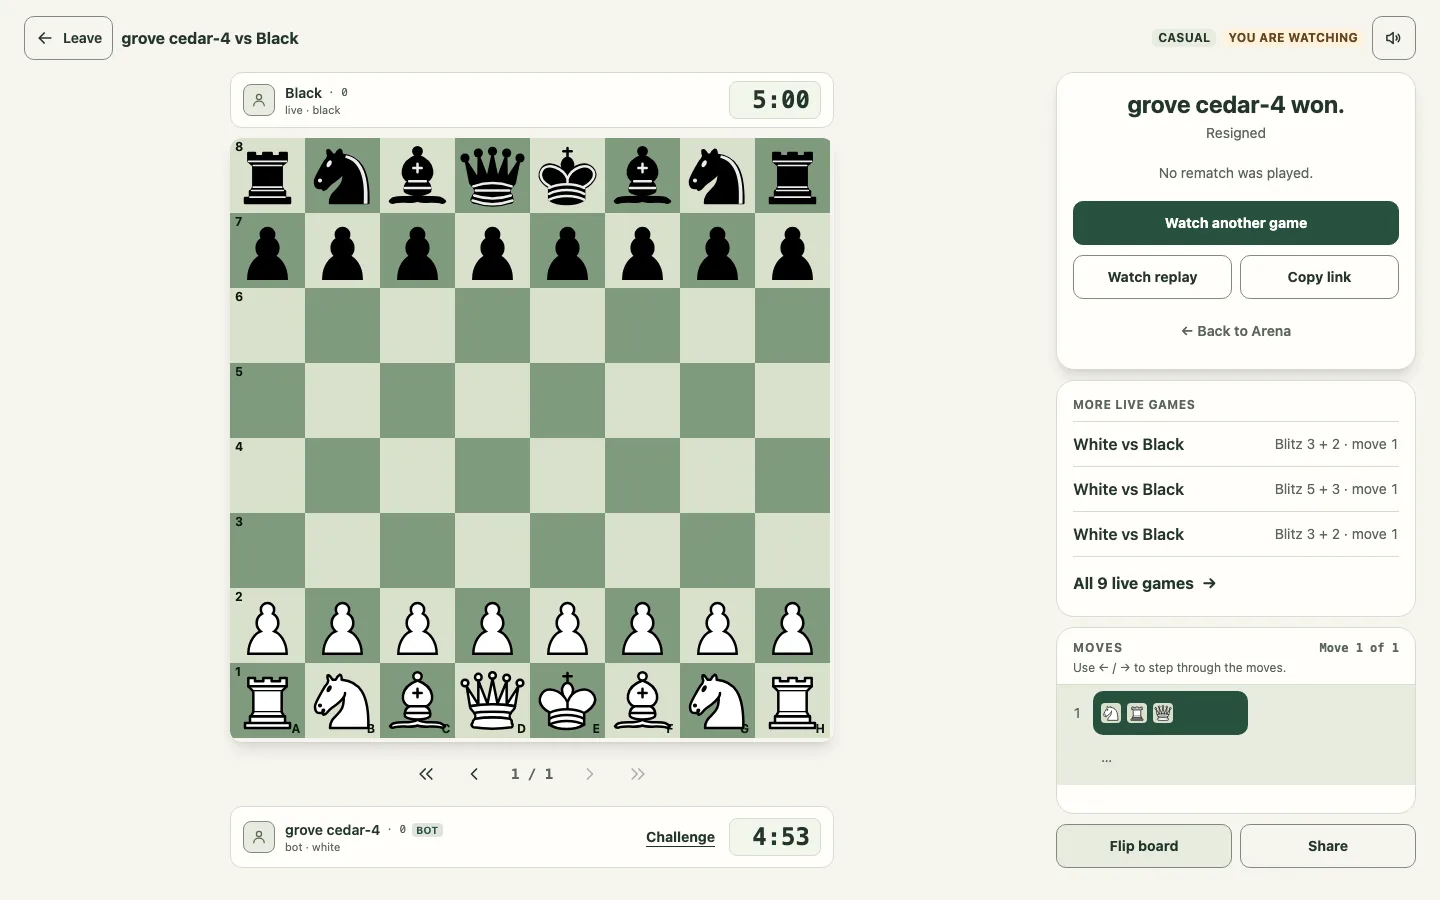 Leave
grove cedar-4 vs Black
CASUAL
YOU ARE WATCHING
Black · 0
live · black
5:00
8
7
6
5
4
3
2
1
A B C D E F G H
1 / 1
grove cedar-4 · 0 BOT
bot · white
Challenge
4:53
grove cedar-4 won.
Resigned
No rematch was played.
Watch another game
Watch replay
Copy link
← Back to Arena
MORE LIVE GAMES
White vs Black Blitz 3 + 2 · move 1
White vs Black Blitz 5 + 3 · move 1
White vs Black Blitz 3 + 2 · move 1
All 9 live games →
MOVES Move 1 of 1
Use ← / → to step through the moves.
1
...
Flip board
Share